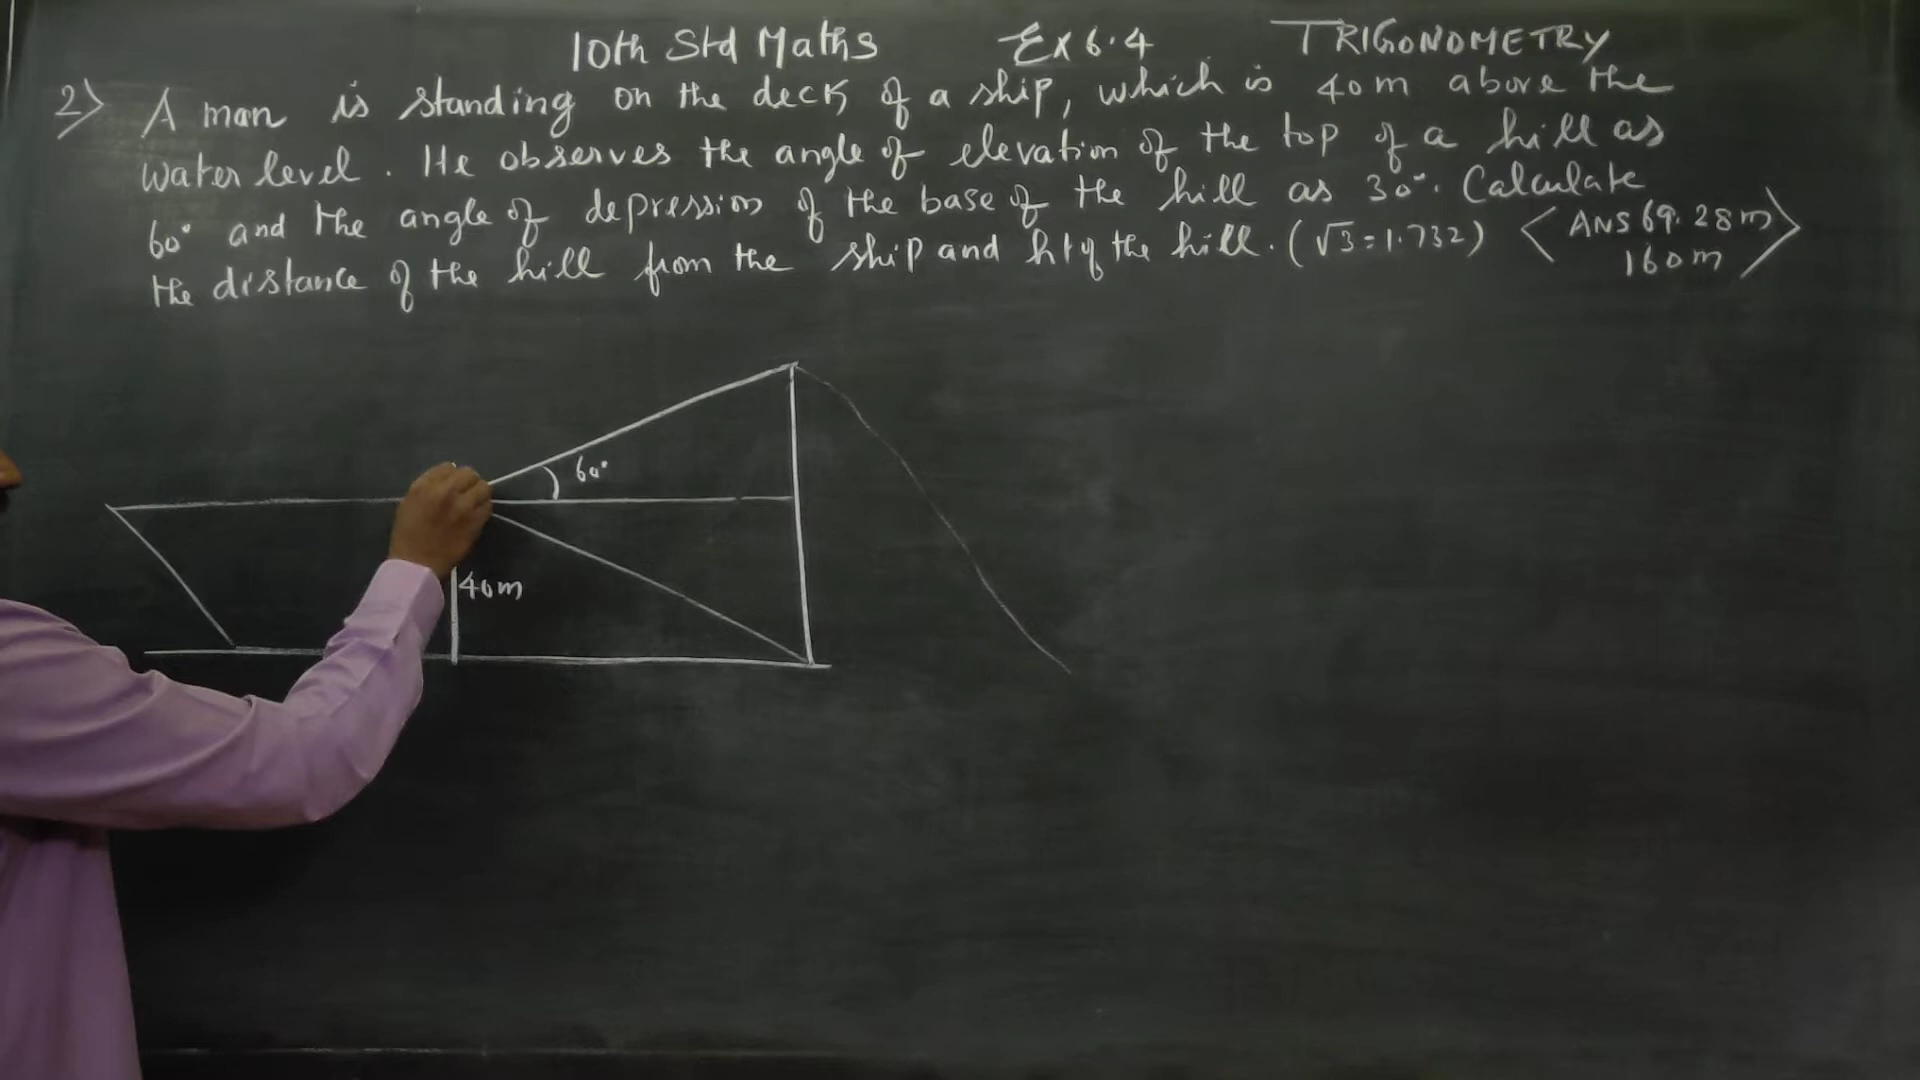 10th Std Maths Ex 6.4 TRIGONOMETRY
2) A man is standing on the deck of a ship, which is 40m above the
water level. He observes the angle of elevation of the top of a hill as
60° and the angle of depression of the base of the hill as 30°. Calculate
the distance of the hill from the ship and ht of the hill. (√3=1.732) < ANS 69.28m
160m >
60°
40m